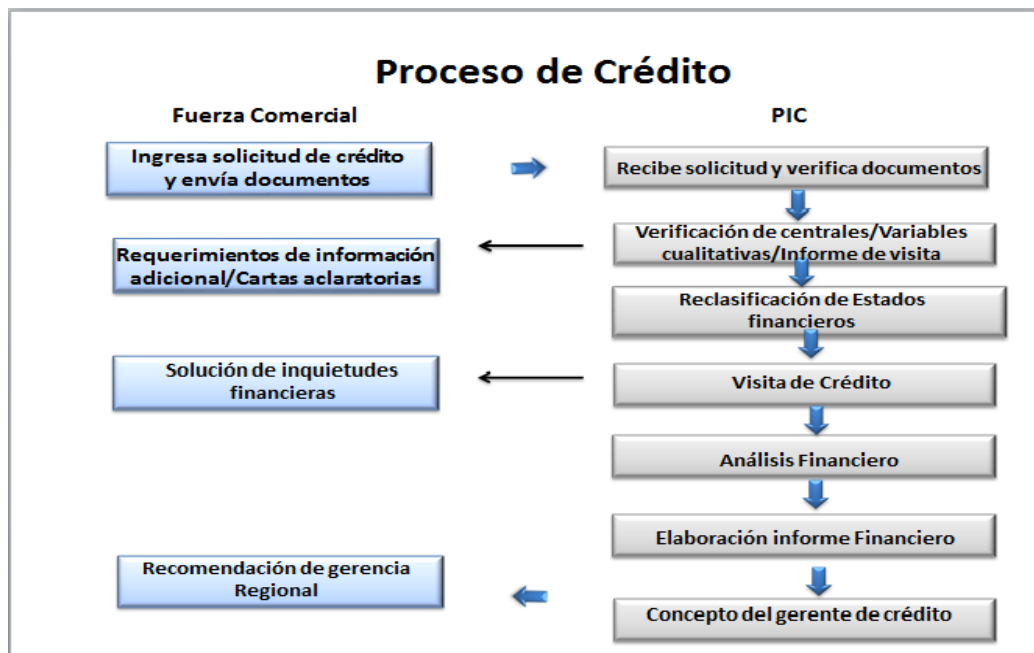 Proceso de Crédito
Fuerza Comercial
PIC
Ingresa solicitud de crédito
y envía documentos
Recibe solicitud y verifica documentos
Requerimientos de información
adicional/Cartas aclaratorias
Verificación de centrales/Variables
cualitativas/Informe de visita
Reclasificación de Estados
financieros
Solución de inquietudes
financieras
Visita de Crédito
Análisis Financiero
Elaboración informe Financiero
Recomendación de gerencia
Regional
Concepto del gerente de crédito